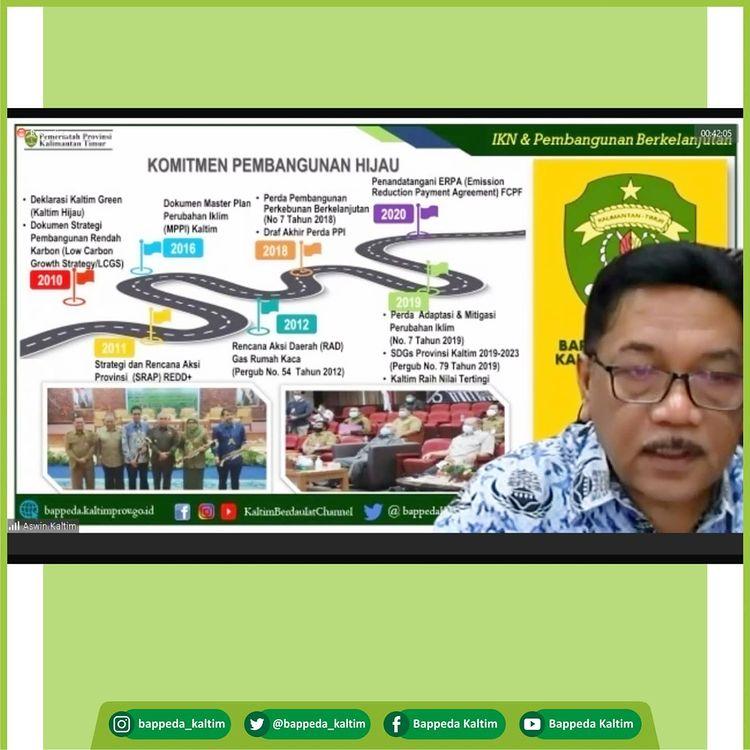 Pemerintah Provinsi
Kalimantan Timur
00:42:05
IKN & Pembangunan Berkelanjutan
KOMITMEN PEMBANGUNAN HIJAU
• Deklarasi Kaltim Green
(Kaltim Hijau)
• Dokumen Strategi
Pembangunan Rendah
Karbon (Low Carbon
Growth Strategy/LCGS)
2010
Dokumen Master Plan
Perubahan Iklim
(MPPI) Kaltim
2016
• Perda Pembangunan
Perkebunan Berkelanjutan
(No 7 Tahun 2018)
• Draf Akhir Perda PPI
2018
Penandatangani ERPA (Emission
Reduction Payment Agreement) FCPF
2020
2011
Strategi dan Rencana Aksi
Provinsi (SRAP) REDD+
2012
Rencana Aksi Daerah (RAD)
Gas Rumah Kaca
(Pergub No. 54 Tahun 2012)
2019
• Perda Adaptasi & Mitigasi
Perubahan Iklim
(No. 7 Tahun 2019)
• SDGs Provinsi Kaltim 2019-2023
(Pergub No. 79 Tahun 2019)
• Kaltim Raih Nilai Tertingi
KALIMANTAN-TIMUR
bappeda.kaltimprov.go.id
KaltimBerdaulatChannel
Aswin Kaltim
bappeda_kaltim
@bappeda_kaltim
Bappeda Kaltim
Bappeda Kaltim